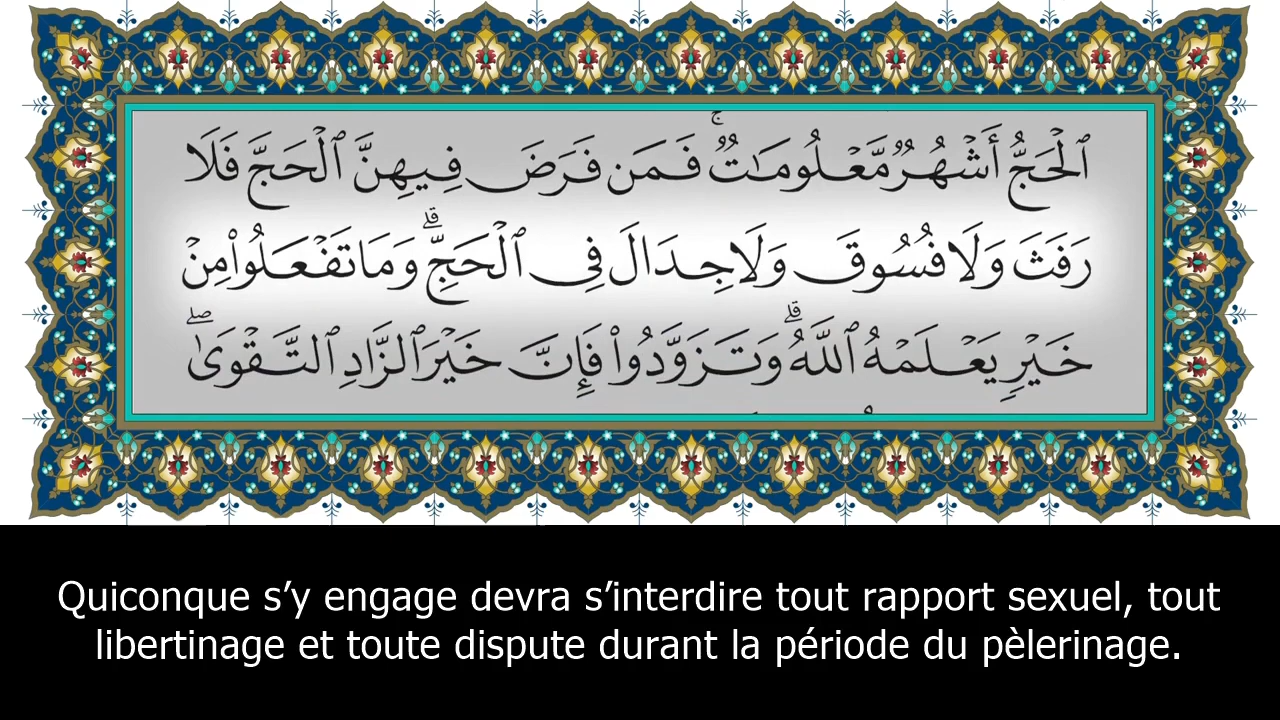 ٱلۡحَجُّ أَشۡهُرٞ مَّعۡلُومَٰتٞۚ فَمَن فَرَضَ فِيهِنَّ ٱلۡحَجَّ فَلَا
رَفَثَ وَلَا فُسُوقَ وَلَا جِدَالَ فِي ٱلۡحَجِّۗ وَمَا تَفۡعَلُواْ مِنۡ
خَيۡرٖ يَعۡلَمۡهُ ٱللَّهُۗ وَتَزَوَّدُواْ فَإِنَّ خَيۡرَ ٱلزَّادِ ٱلتَّقۡوَىٰۖ
Quiconque s’y engage devra s’interdire tout rapport sexuel, tout
libertinage et toute dispute durant la période du pèlerinage.